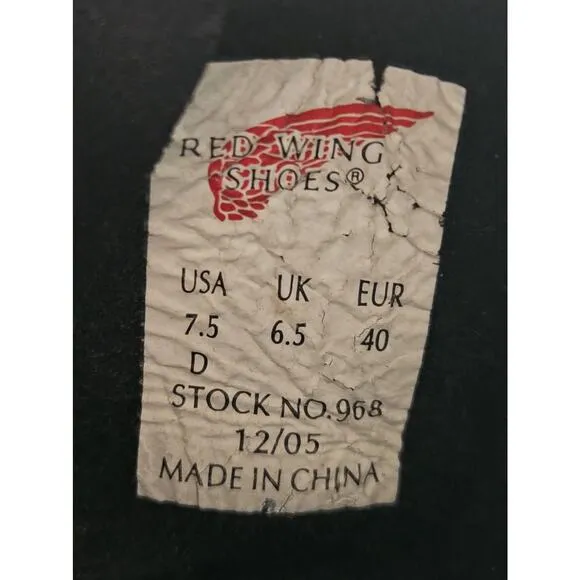 RED WING
SHOES®
USA UK EUR
7.5 6.5 40
D
STOCK NO.968
12/05
MADE IN CHINA